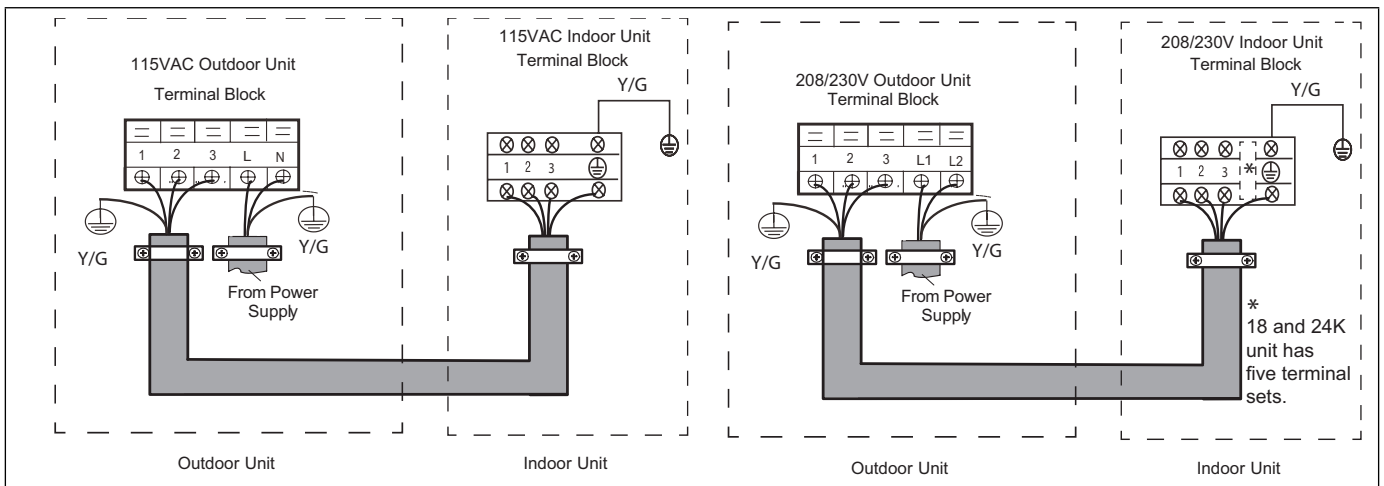 115VAC Outdoor Unit
Terminal Block
1 2 3 L N
Y/G
Y/G
From Power
Supply
Outdoor Unit
115VAC Indoor Unit
Terminal Block
Y/G
1 2 3
Indoor Unit
208/230V Outdoor Unit
Terminal Block
1 2 3 L1 L2
Y/G
Y/G
From Power
Supply
Outdoor Unit
208/230V Indoor Unit
Terminal Block
Y/G
1 2 3 *
*
18 and 24K
unit has
five terminal
sets.
Indoor Unit